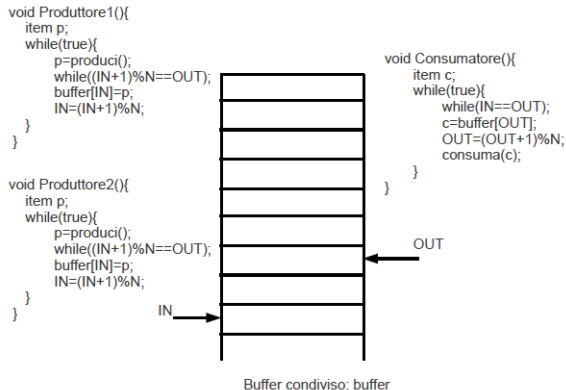 void Produttore1(){
item p;
while(true){
p=produci();
while((IN+1)%N==OUT);
buffer[IN]=p;
IN=(IN+1)%N;
}
}
void Produttore2(){
item p;
while(true){
p=produci();
while((IN+1)%N==OUT);
buffer[IN]=p;
IN=(IN+1)%N;
}
}
IN
void Consumatore(){
item c;
while(true){
while(IN==OUT);
c=buffer[OUT];
OUT=(OUT+1)%N;
consuma(c);
}
}
OUT
Buffer condiviso: buffer